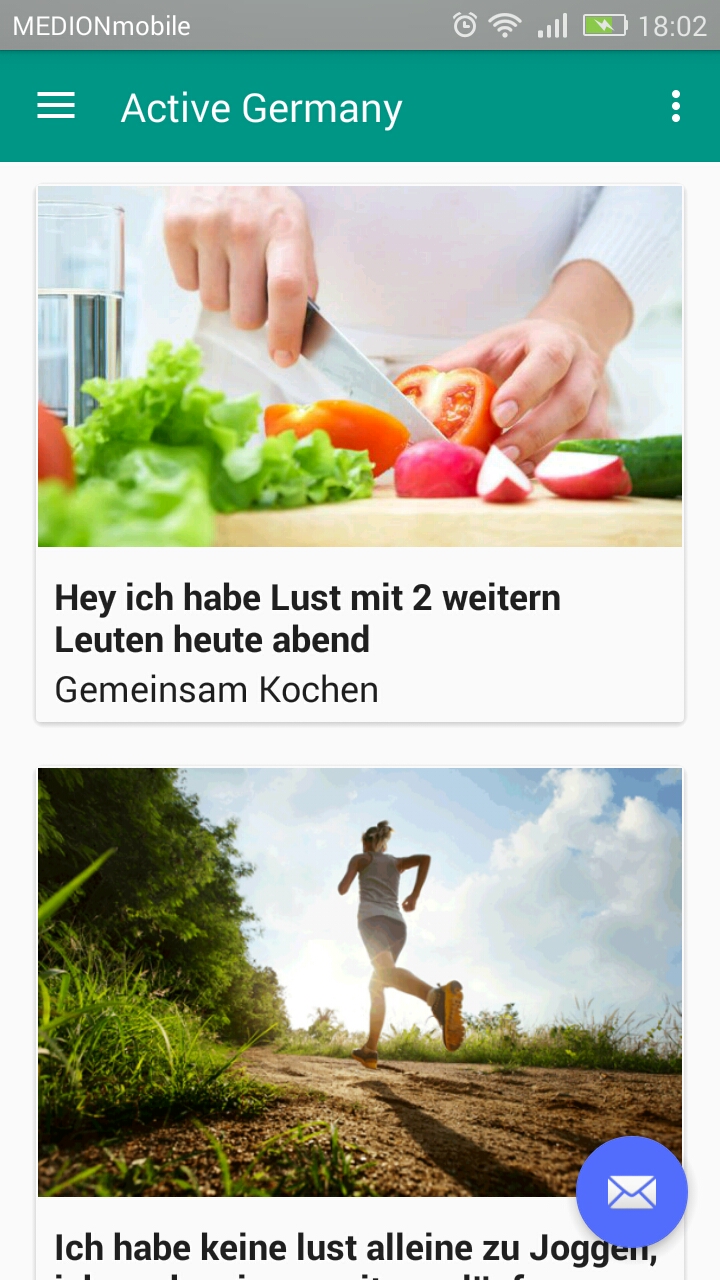 MEDIONmobile 18:02
Active Germany
Hey ich habe Lust mit 2 weitern
Leuten heute abend
Gemeinsam Kochen
Ich habe keine lust alleine zu Joggen,